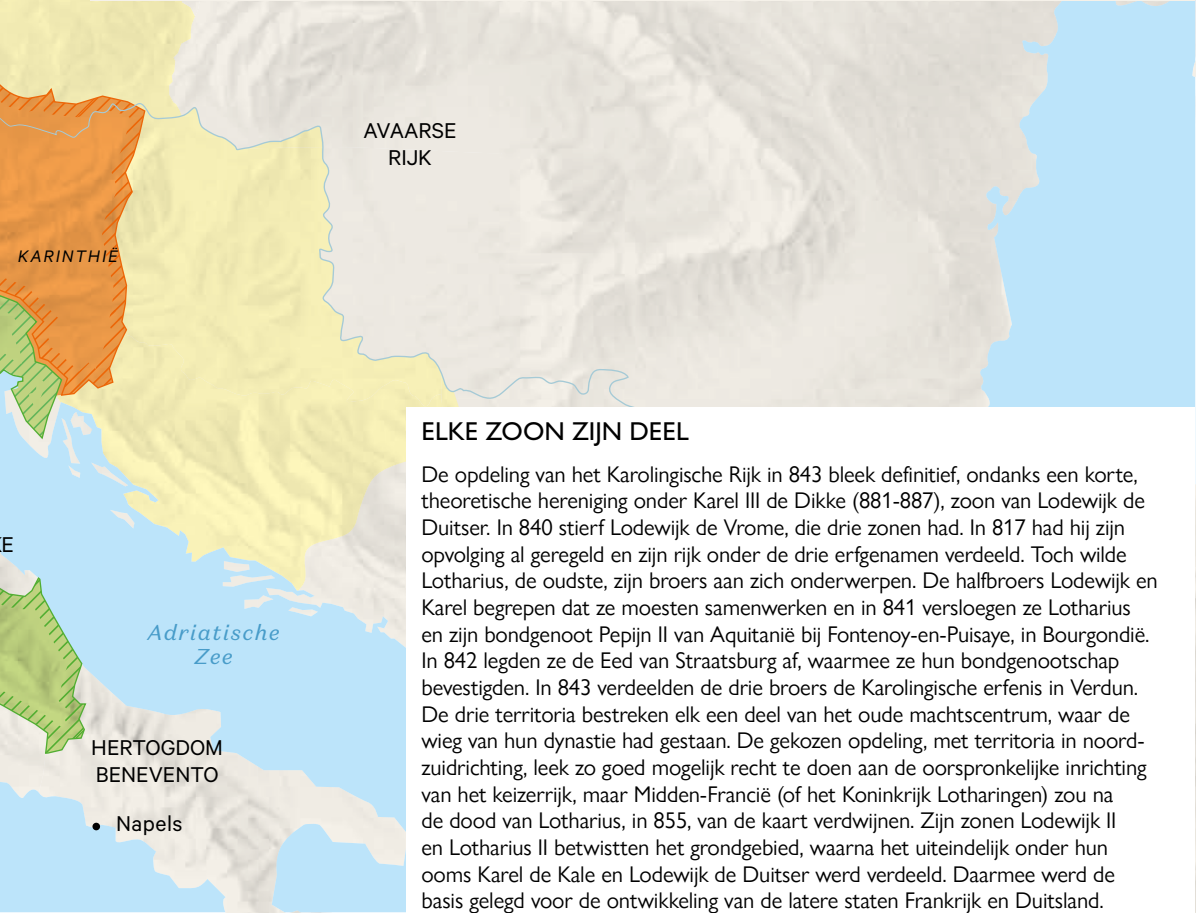 AVAARSE
RIJK
KARINTHIË
KE
Adriatische
Zee
HERTOGDOM
BENEVENTO
Napels
ELKE ZOON ZIJN DEEL
De opdeling van het Karolingische Rijk in 843 bleek definitief, ondanks een korte,
theoretische hereniging onder Karel III de Dikke (881-887), zoon van Lodewijk de
Duitser. In 840 stierf Lodewijk de Vrome, die drie zonen had. In 817 had hij zijn
opvolging al geregeld en zijn rijk onder de drie erfgenamen verdeeld. Toch wilde
Lotharius, de oudste, zijn broers aan zich onderwerpen. De halfbroers Lodewijk en
Karel begrepen dat ze moesten samenwerken en in 841 versloegen ze Lotharius
en zijn bondgenoot Pepijn II van Aquitanië bij Fontenoy-en-Puisaye, in Bourgondië.
In 842 legden ze de Eed van Straatsburg af, waarmee ze hun bondgenootschap
bevestigden. In 843 verdeelden de drie broers de Karolingische erfenis in Verdun.
De drie territoria bestreken elk een deel van het oude machtscentrum, waar de
wieg van hun dynastie had gestaan. De gekozen opdeling, met territoria in noord-
zuidrichting, leek zo goed mogelijk recht te doen aan de oorspronkelijke inrichting
van het keizerrijk, maar Midden-Francië (of het Koninkrijk Lotharingen) zou na
de dood van Lotharius, in 855, van de kaart verdwijnen. Zijn zonen Lodewijk II
en Lotharius II betwistten het grondgebied, waarna het uiteindelijk onder hun
ooms Karel de Kale en Lodewijk de Duitser werd verdeeld. Daarmee werd de
basis gelegd voor de ontwikkeling van de latere staten Frankrijk en Duitsland.